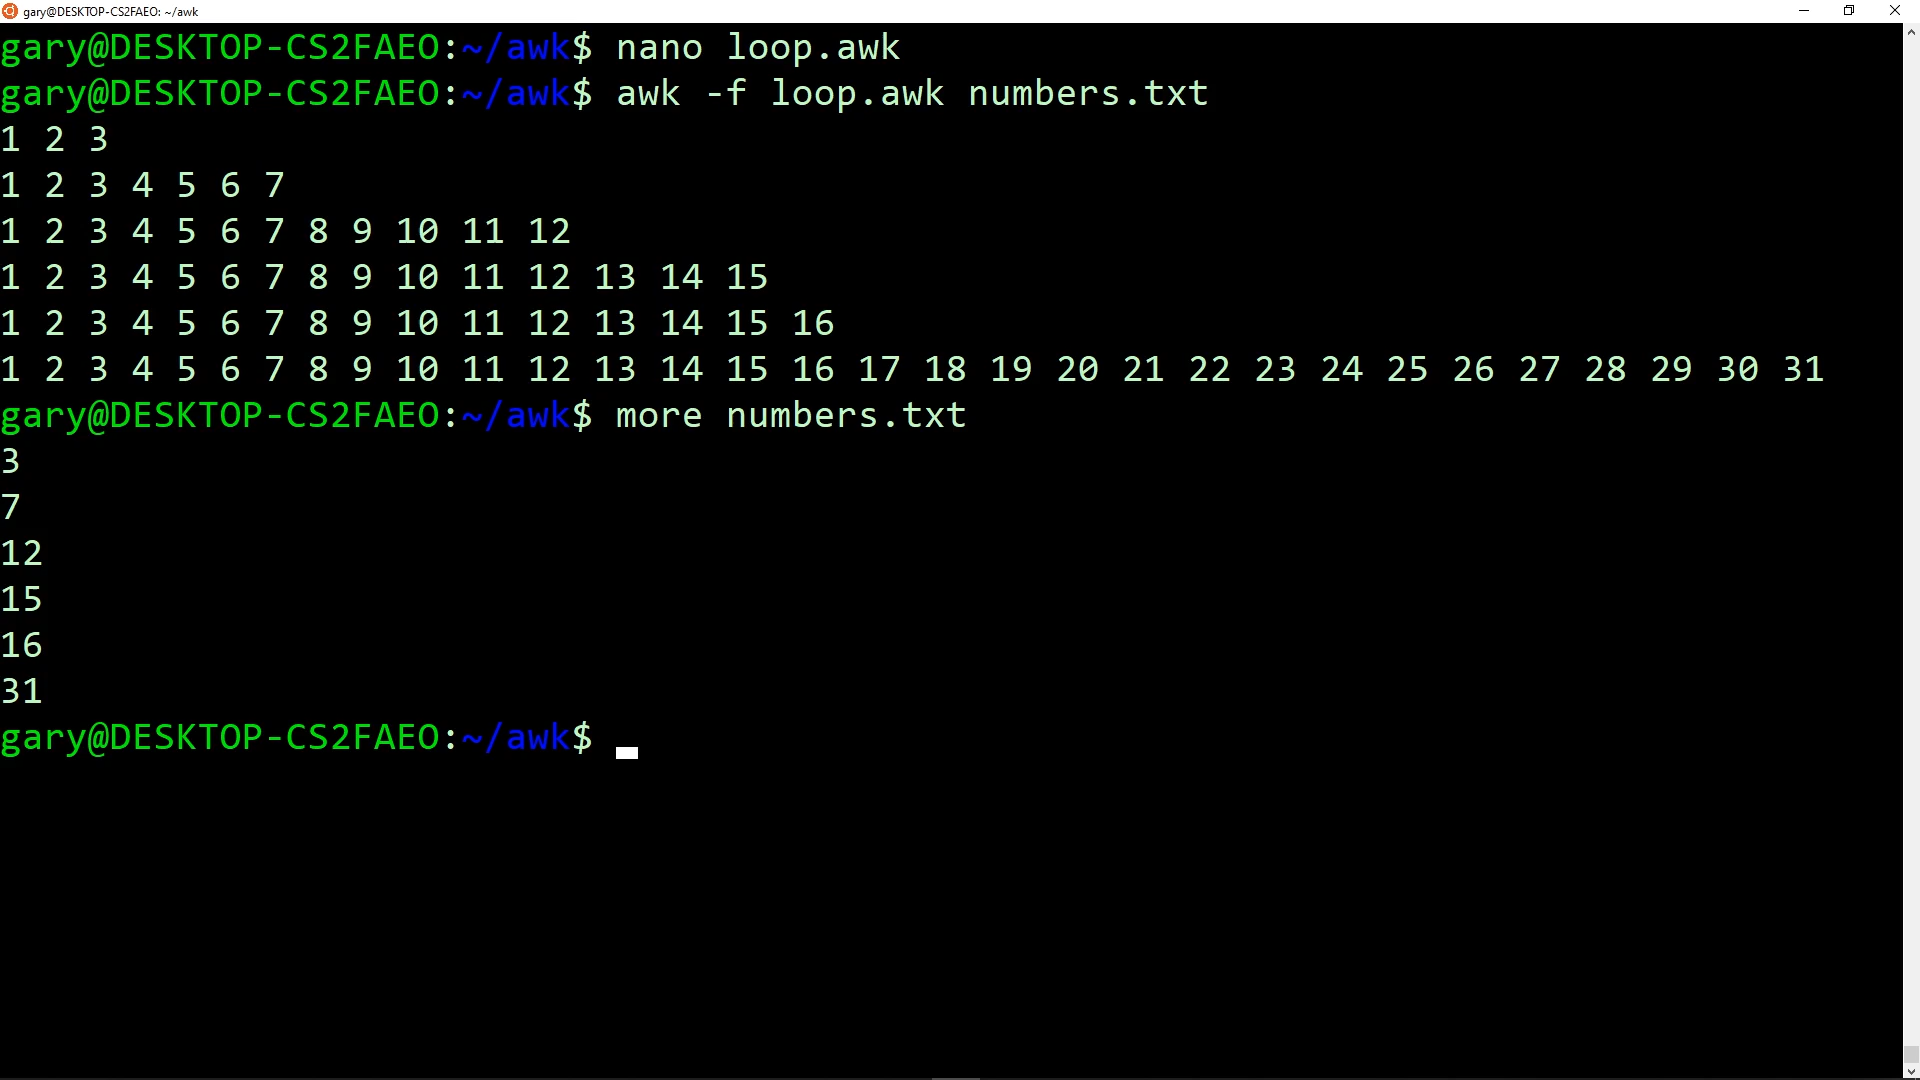 gary@DESKTOP-CS2FAEO: ~/awk
gary@DESKTOP-CS2FAEO:~/awk$ nano loop.awk
gary@DESKTOP-CS2FAEO:~/awk$ awk -f loop.awk numbers.txt
1 2 3
1 2 3 4 5 6 7
1 2 3 4 5 6 7 8 9 10 11 12
1 2 3 4 5 6 7 8 9 10 11 12 13 14 15
1 2 3 4 5 6 7 8 9 10 11 12 13 14 15 16
1 2 3 4 5 6 7 8 9 10 11 12 13 14 15 16 17 18 19 20 21 22 23 24 25 26 27 28 29 30 31
gary@DESKTOP-CS2FAEO:~/awk$ more numbers.txt
3
7
12
15
16
31
gary@DESKTOP-CS2FAEO:~/awk$